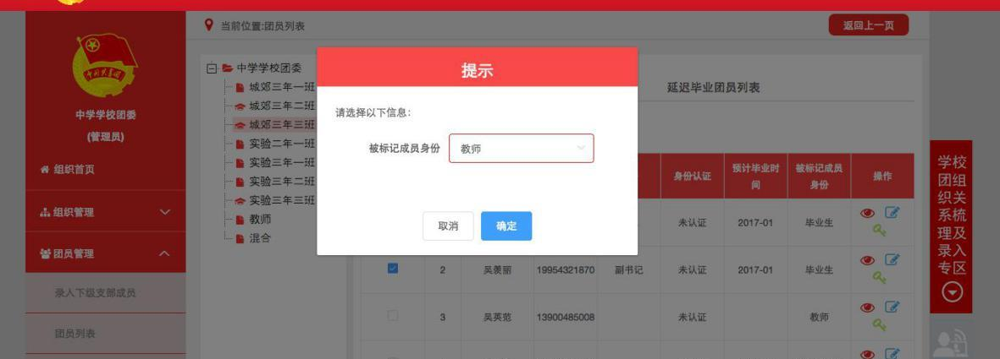 当前位置:团员列表
返回上一页
中学学校团委
(管理员)
组织首页
组织管理
团员管理
录入下级支部成员
团员列表
中学学校团委
城郊三年一班
城郊三年二班
城郊三年三班
实验二年一班
实验三年一班
实验三年二班
实验三年三班
教师
混合
提示
请选择以下信息:
被标记成员身份 教师
取消 确定
延迟毕业团员列表
身份认证 预计毕业时间 被标记成员身份 操作
未认证 2017-01 毕业生
2 吴羡丽 19954321870 副书记 未认证 2017-01 毕业生
3 吴英范 13900485008 未认证 教师
学校团组织关系梳理及录入专区